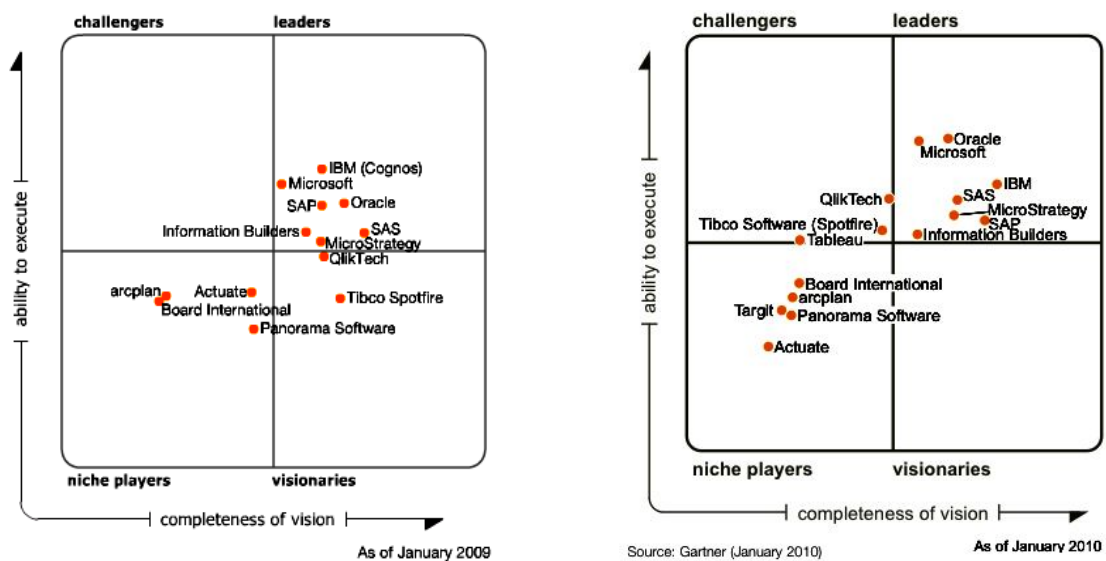 challengers
leaders
IBM (Cognos)
Microsoft
SAP
Oracle
Information Builders
SAS
MicroStrategy
QlikTech
arcplan
Actuate
Tibco Spotfire
Board International
Panorama Software
niche players
visionaries
ability to execute
completeness of vision
As of January 2009
challengers
leaders
Oracle
Microsoft
IBM
QlikTech
SAS
MicroStrategy
SAP
Tibco Software (Spotfire)
Information Builders
Tableau
Board International
arcplan
Targit
Panorama Software
Actuate
niche players
visionaries
ability to execute
completeness of vision
Source: Gartner (January 2010)
As of January 2010